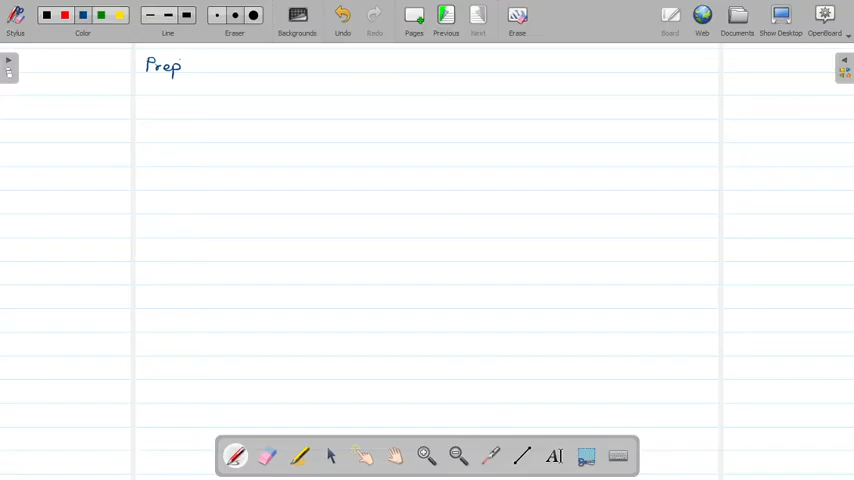 Stylus
Color
Line
Eraser
Backgrounds
Undo
Redo
Pages
Previous
Next
Erase
Board
Web
Documents
Show Desktop
OpenBoard
Prep